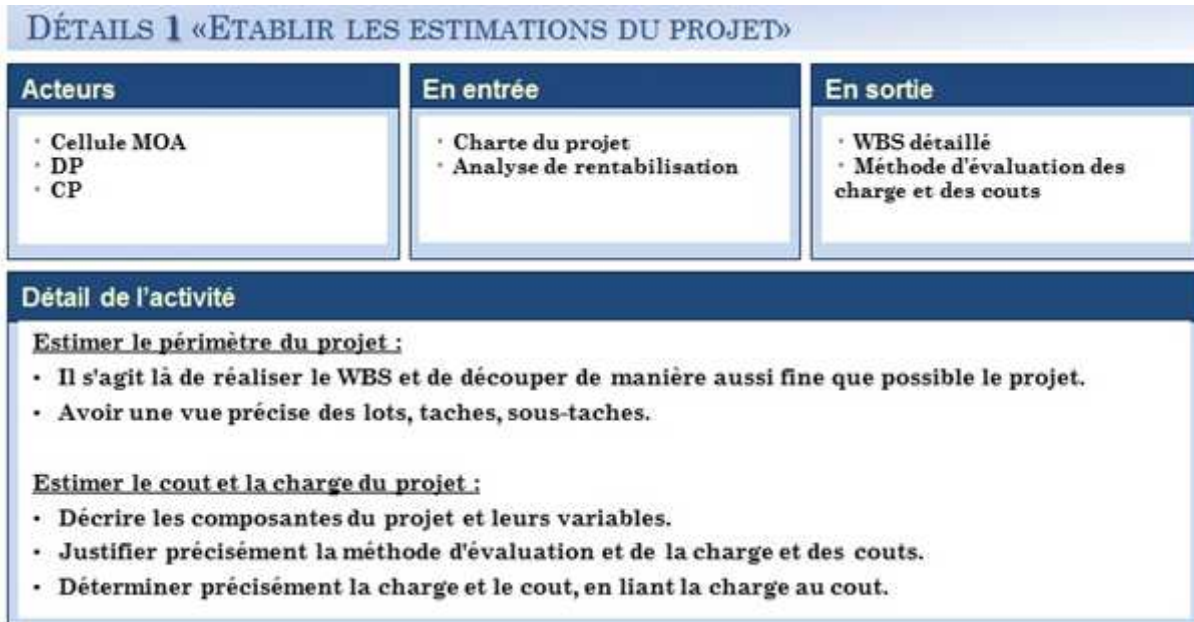 DÉTAILS 1 «ETABLIR LES ESTIMATIONS DU PROJET»
Acteurs
· Cellule MOA
· DP
· CP
En entrée
· Charte du projet
· Analyse de rentabilisation
En sortie
· WBS détaillé
· Méthode d'évaluation des
charge et des couts
Détail de l'activité
Estimer le périmètre du projet :
• Il s'agit là de réaliser le WBS et de découper de manière aussi fine que possible le projet.
• Avoir une vue précise des lots, taches, sous-taches.
Estimer le cout et la charge du projet :
• Décrire les composantes du projet et leurs variables.
• Justifier précisément la méthode d'évaluation et de la charge et des couts.
• Déterminer précisément la charge et le cout, en liant la charge au cout.